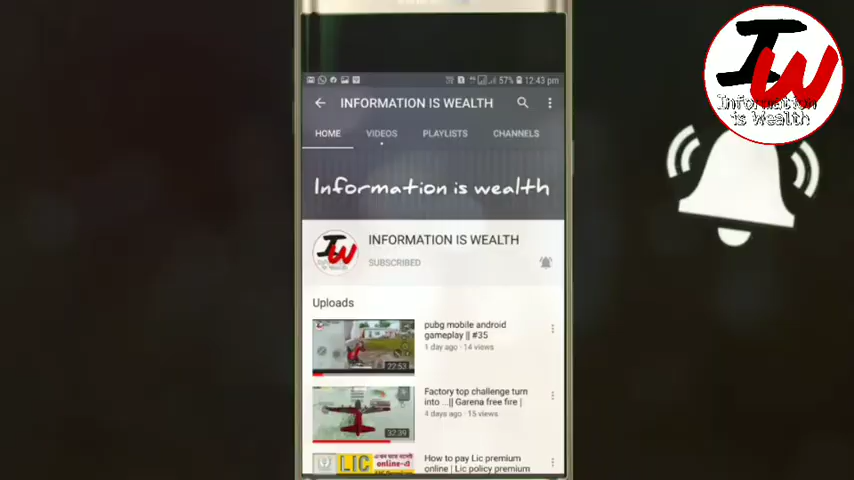 IW
Information
is Wealth
57% 12:43 pm
INFORMATION IS WEALTH
HOME VIDEOS PLAYLISTS CHANNELS
Information is wealth
IW
INFORMATION IS WEALTH
SUBSCRIBED
Uploads
pubg mobile android
gameplay || #35
1 day ago · 14 views
22:53
Factory top challenge turn
into ...|| Garena free fire |
4 days ago · 15 views
32:39
LIC
online-এ
How to pay Lic premium
online | Lic policy premium